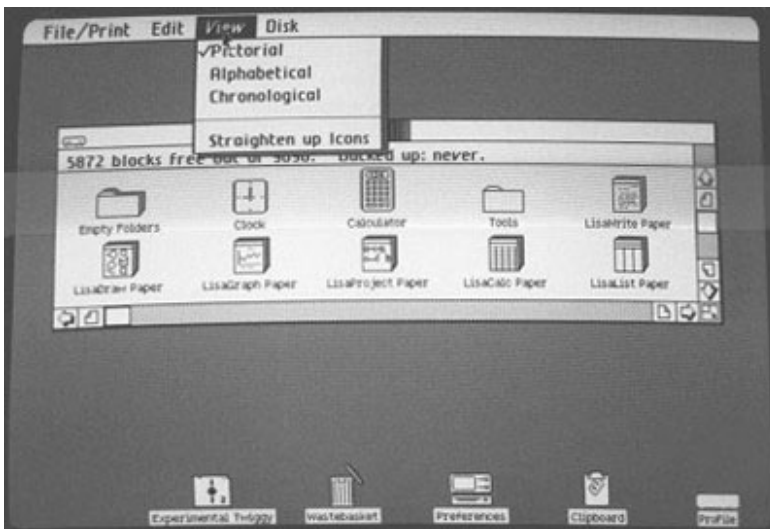 File/Print Edit View Disk
✓Pictorial
Alphabetical
Chronological
Straighten up Icons
5872 blocks free out of Backed up: never.
Empty Folders Clock Calculator Tools LisaWrite Paper
LisaDraw Paper LisaGraph Paper LisaProject Paper LisaCalc Paper LisaList Paper
Experimental Twiggy Wastebasket Preferences Clipboard ProFile